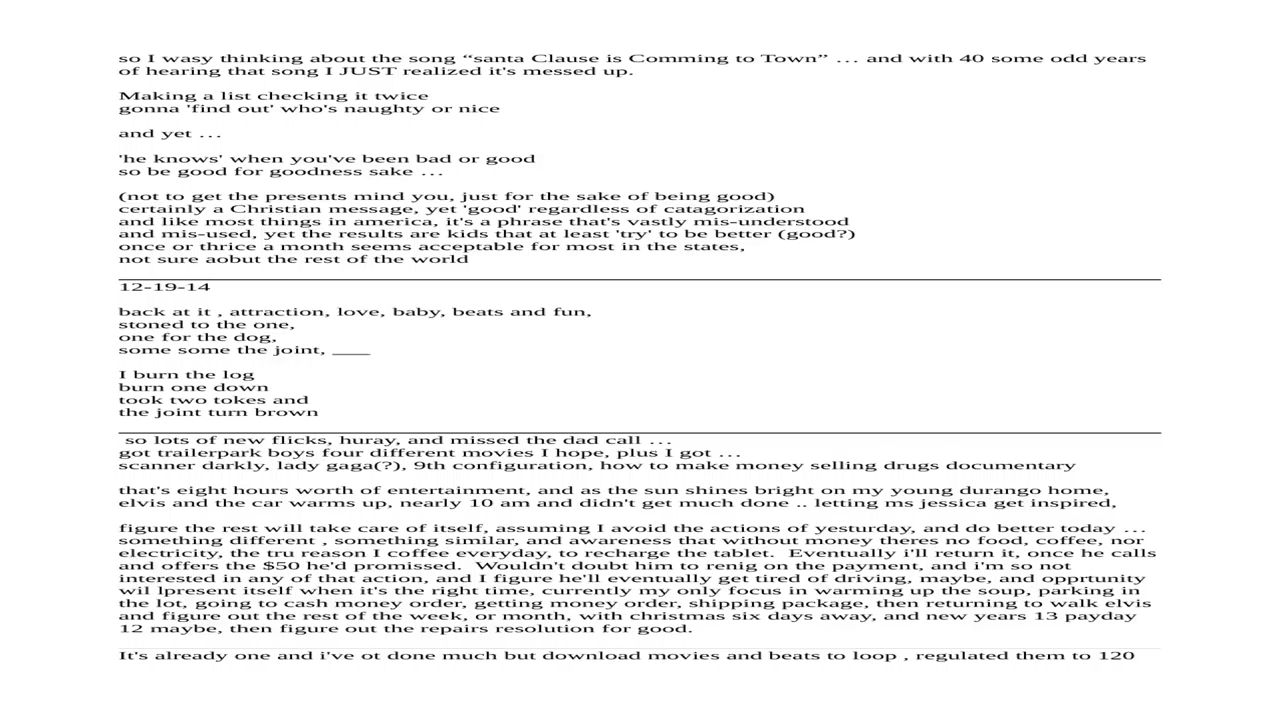 so I wasy thinking about the song “santa Clause is Comming to Town” … and with 40 some odd years
of hearing that song I JUST realized it's messed up.
Making a list checking it twice
gonna 'find out' who's naughty or nice
and yet …
'he knows' when you've been bad or good
so be good for goodness sake …
(not to get the presents mind you, just for the sake of being good)
certainly a Christian message, yet 'good' regardless of catagorization
and like most things in america, it's a phrase that's vastly mis-understood
and mis-used, yet the results are kids that at least 'try' to be better (good?)
once or thrice a month seems acceptable for most in the states,
not sure aobut the rest of the world
12-19-14
back at it , attraction, love, baby, beats and fun,
stoned to the one,
one for the dog,
some some the joint, ____
I burn the log
burn one down
took two tokes and
the joint turn brown
so lots of new flicks, huray, and missed the dad call …
got trailerpark boys four different movies I hope, plus I got …
scanner darkly, lady gaga(?), 9th configuration, how to make money selling drugs documentary
that's eight hours worth of entertainment, and as the sun shines bright on my young durango home,
elvis and the car warms up, nearly 10 am and didn't get much done .. letting ms jessica get inspired,
figure the rest will take care of itself, assuming I avoid the actions of yesturday, and do better today …
something different , something similar, and awareness that without money theres no food, coffee, nor
electricity, the tru reason I coffee everyday, to recharge the tablet.  Eventually i'll return it, once he calls
and offers the $50 he'd promissed.  Wouldn't doubt him to renig on the payment, and i'm so not
interested in any of that action, and I figure he'll eventually get tired of driving, maybe, and opprtunity
wil lpresent itself when it's the right time, currently my only focus in warming up the soup, parking in
the lot, going to cash money order, getting money order, shipping package, then returning to walk elvis
and figure out the rest of the week, or month, with christmas six days away, and new years 13 payday
12 maybe, then figure out the repairs resolution for good.
It's already one and i've ot done much but download movies and beats to loop , regulated them to 120